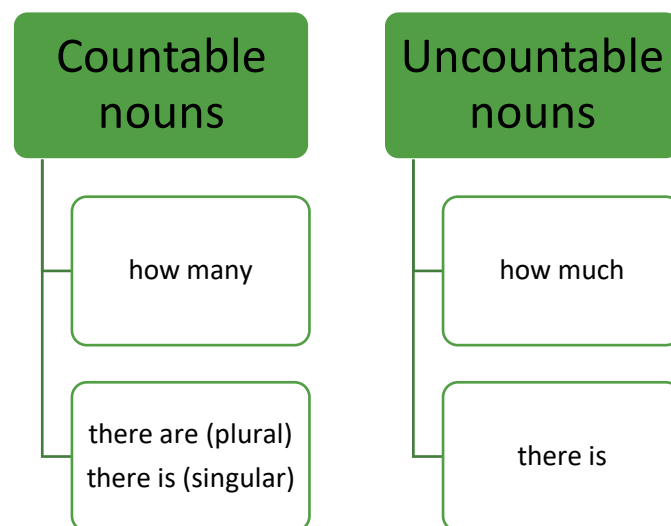 Countable
nouns
how many
there are (plural)
there is (singular)
Uncountable
nouns
how much
there is